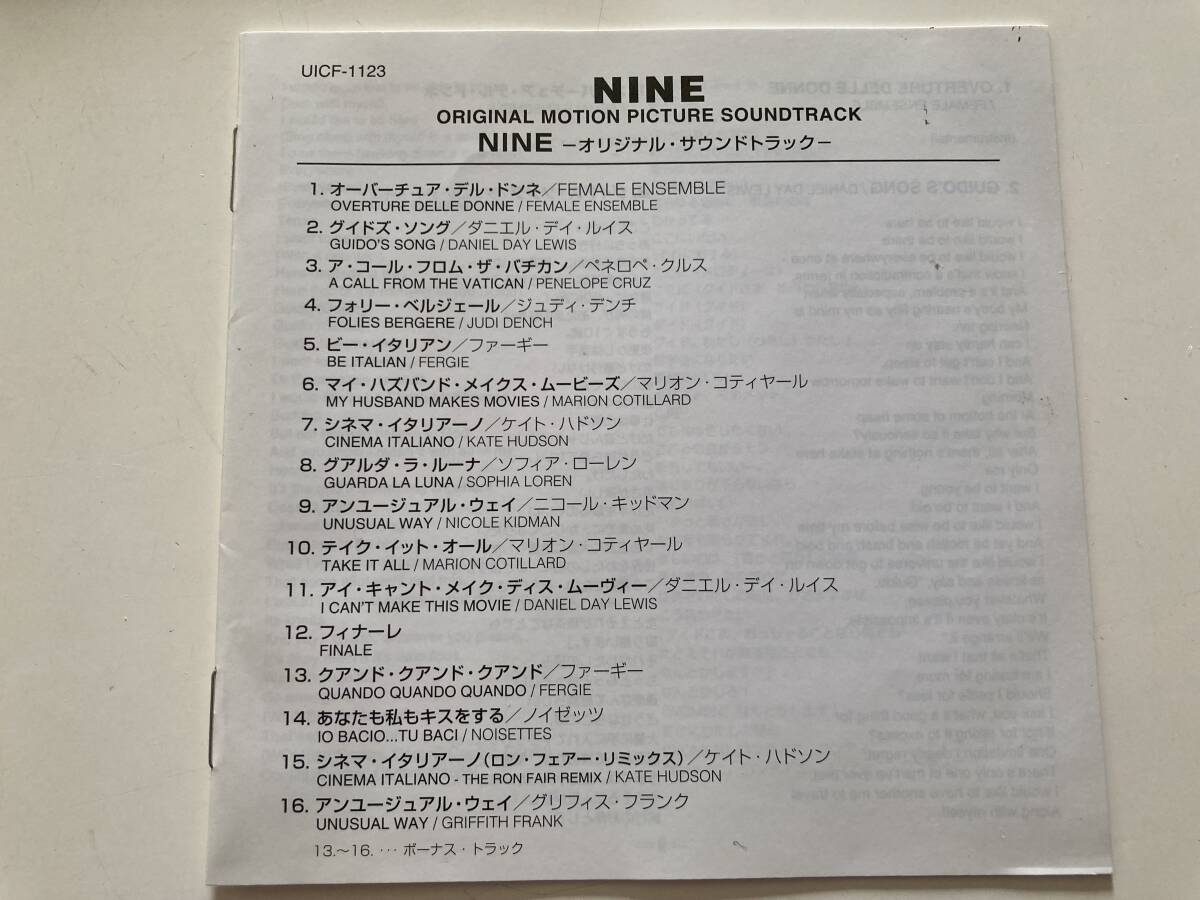 UICF-1123
NINE
ORIGINAL MOTION PICTURE SOUNDTRACK
NINE −オリジナル・サウンドトラック−
1. オーバーチュア・デル・ドンネ/FEMALE ENSEMBLE
OVERTURE DELLE DONNE / FEMALE ENSEMBLE
2. グイドズ・ソング/ダニエル・デイ・ルイス
GUIDO'S SONG / DANIEL DAY LEWIS
3. ア・コール・フロム・ザ・バチカン/ペネロペ・クルス
A CALL FROM THE VATICAN / PENELOPE CRUZ
4. フォリー・ベルジェール/ジュディ・デンチ
FOLIES BERGERE / JUDI DENCH
5. ビー・イタリアン/ファーギー
BE ITALIAN / FERGIE
6. マイ・ハズバンド・メイクス・ムービーズ/マリオン・コティヤール
MY HUSBAND MAKES MOVIES / MARION COTILLARD
7. シネマ・イタリアーノ/ケイト・ハドソン
CINEMA ITALIANO / KATE HUDSON
8. グアルダ・ラ・ルーナ/ソフィア・ローレン
GUARDA LA LUNA / SOPHIA LOREN
9. アンユージュアル・ウェイ/ニコール・キッドマン
UNUSUAL WAY / NICOLE KIDMAN
10. テイク・イット・オール/マリオン・コティヤール
TAKE IT ALL / MARION COTILLARD
11. アイ・キャント・メイク・ディス・ムーヴィー/ダニエル・デイ・ルイス
I CAN'T MAKE THIS MOVIE / DANIEL DAY LEWIS
12. フィナーレ
FINALE
13. クアンド・クアンド・クアンド/ファーギー
QUANDO QUANDO QUANDO / FERGIE
14. あなたも私もキスをする/ノイゼッツ
IO BACIO...TU BACI / NOISETTES
15. シネマ・イタリアーノ(ロン・フェアー・リミックス)/ケイト・ハドソン
CINEMA ITALIANO - THE RON FAIR REMIX / KATE HUDSON
16. アンユージュアル・ウェイ/グリフィス・フランク
UNUSUAL WAY / GRIFFITH FRANK
13.〜16. … ボーナス・トラック